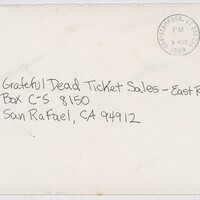 PM
Grateful Dead Ticket Sales - East
Box C-S 8150
San Rafael, CA 94912